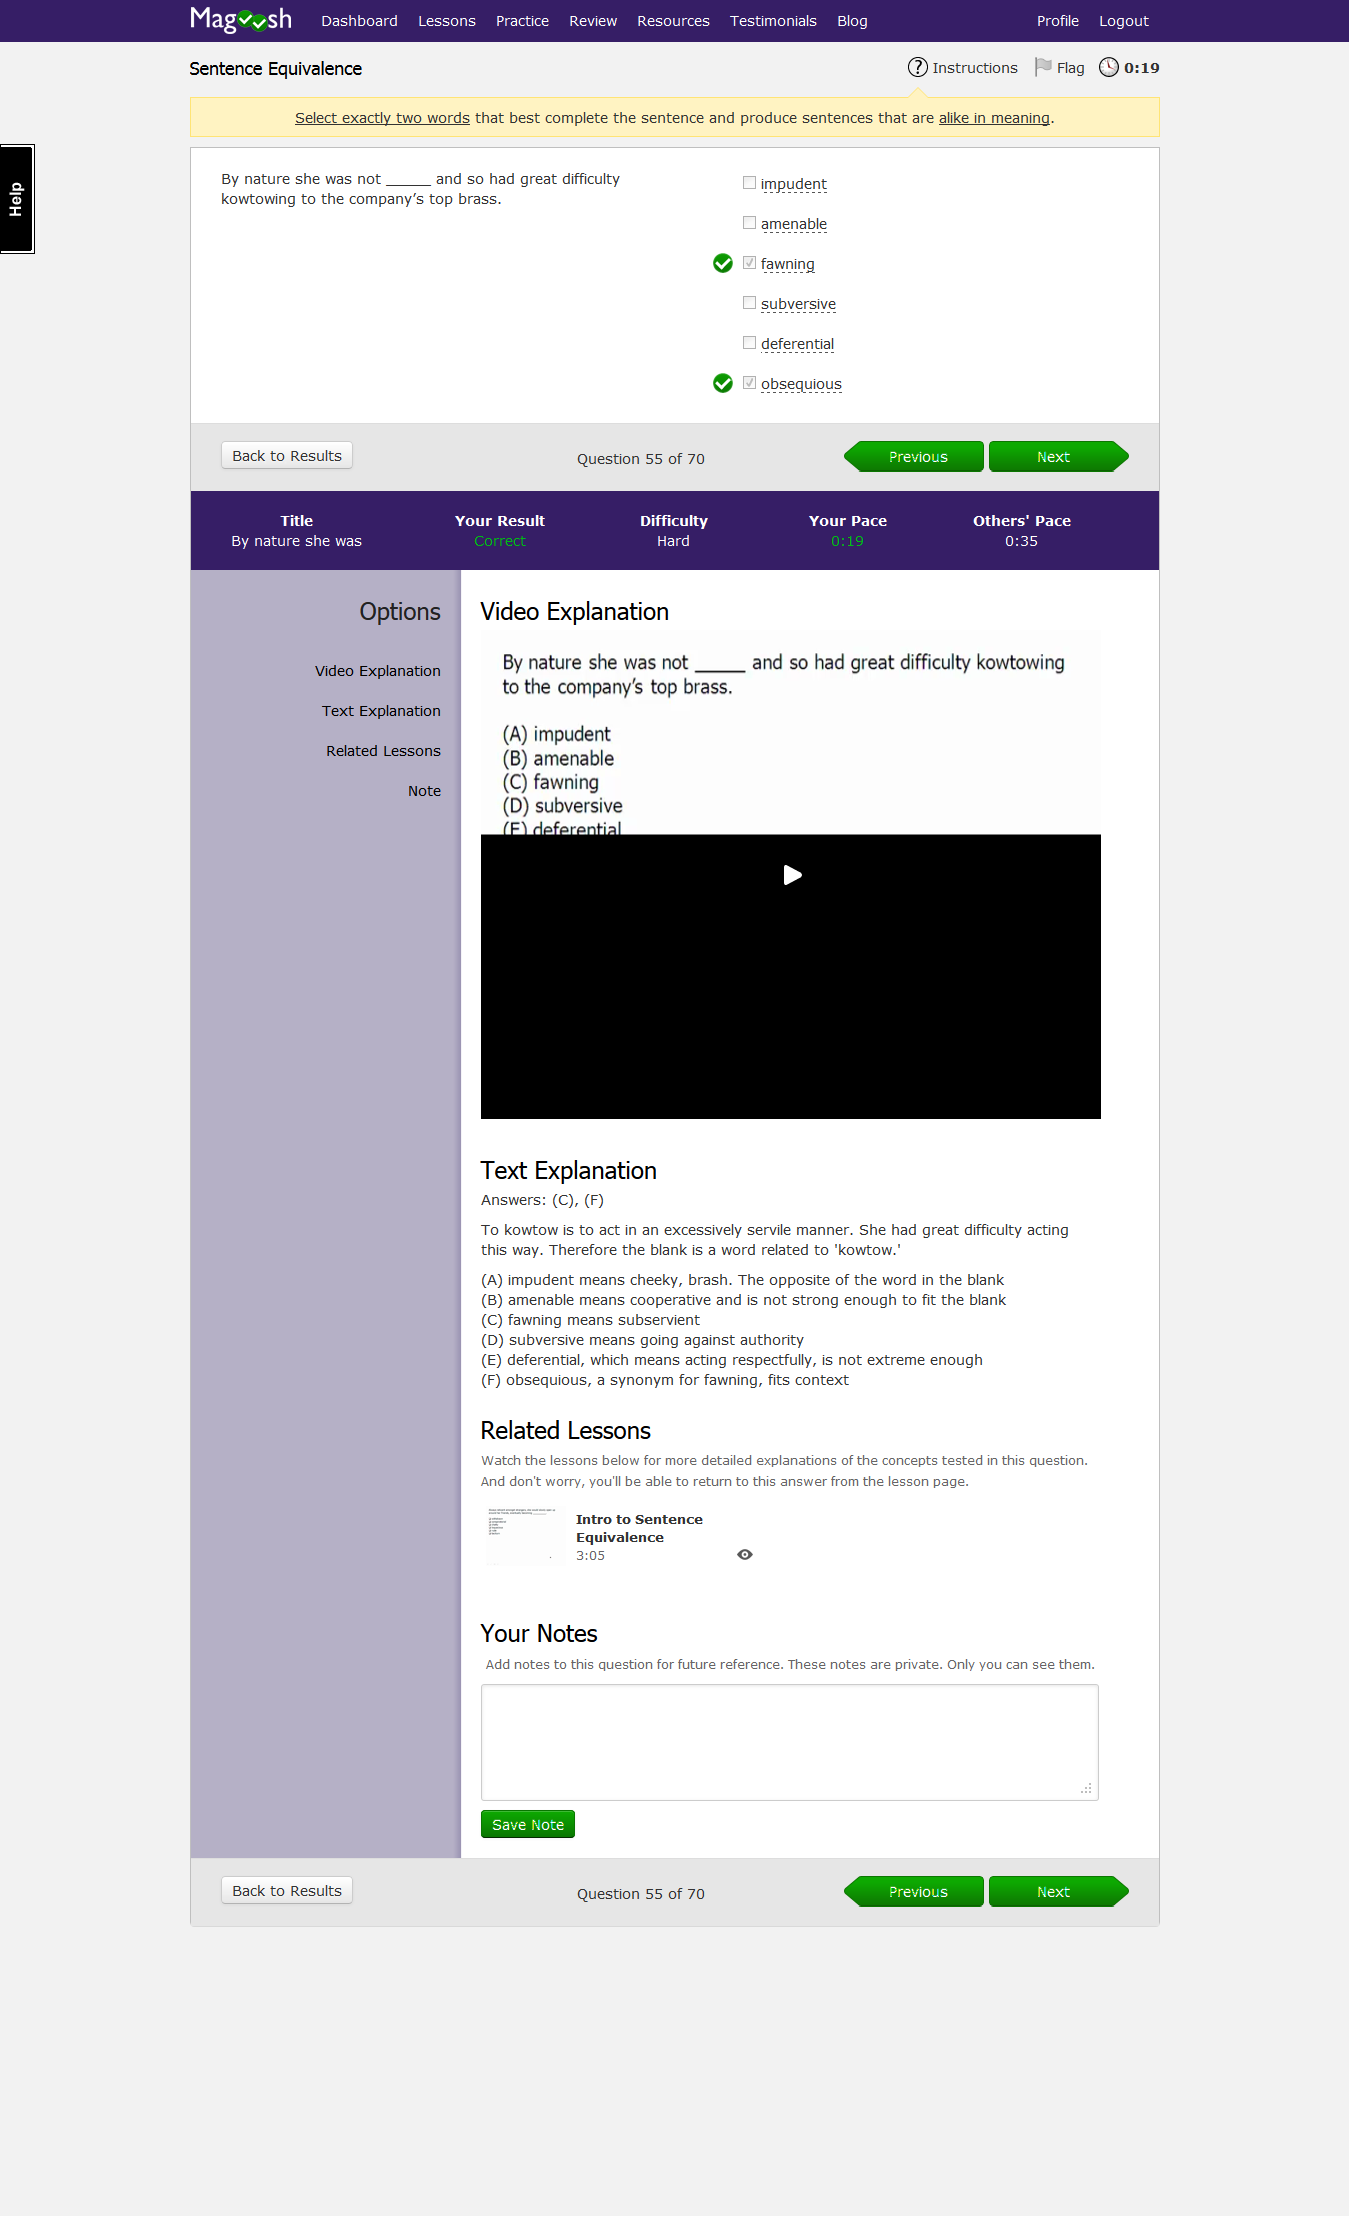 Magoosh Dashboard Lessons Practice Review Resources Testimonials Blog Profile Logout
Sentence Equivalence Instructions Flag 0:19
Select exactly two words that best complete the sentence and produce sentences that are alike in meaning.
Help
By nature she was not ______ and so had great difficulty
kowtowing to the company’s top brass.
impudent
amenable
fawning
subversive
deferential
obsequious
Back to Results Question 55 of 70 Previous Next
Title Your Result Difficulty Your Pace Others' Pace
By nature she was Correct Hard 0:19 0:35
Options
Video Explanation
Text Explanation
Related Lessons
Note
Video Explanation
By nature she was not _____ and so had great difficulty kowtowing
to the company’s top brass.
(A) impudent
(B) amenable
(C) fawning
(D) subversive
(E) deferential
Text Explanation
Answers: (C), (F)
To kowtow is to act in an excessively servile manner. She had great difficulty acting
this way. Therefore the blank is a word related to 'kowtow.'
(A) impudent means cheeky, brash. The opposite of the word in the blank
(B) amenable means cooperative and is not strong enough to fit the blank
(C) fawning means subservient
(D) subversive means going against authority
(E) deferential, which means acting respectfully, is not extreme enough
(F) obsequious, a synonym for fawning, fits context
Related Lessons
Watch the lessons below for more detailed explanations of the concepts tested in this question.
And don't worry, you'll be able to return to this answer from the lesson page.
Intro to Sentence
Equivalence
3:05
Your Notes
Add notes to this question for future reference. These notes are private. Only you can see them.
Save Note
Back to Results Question 55 of 70 Previous Next